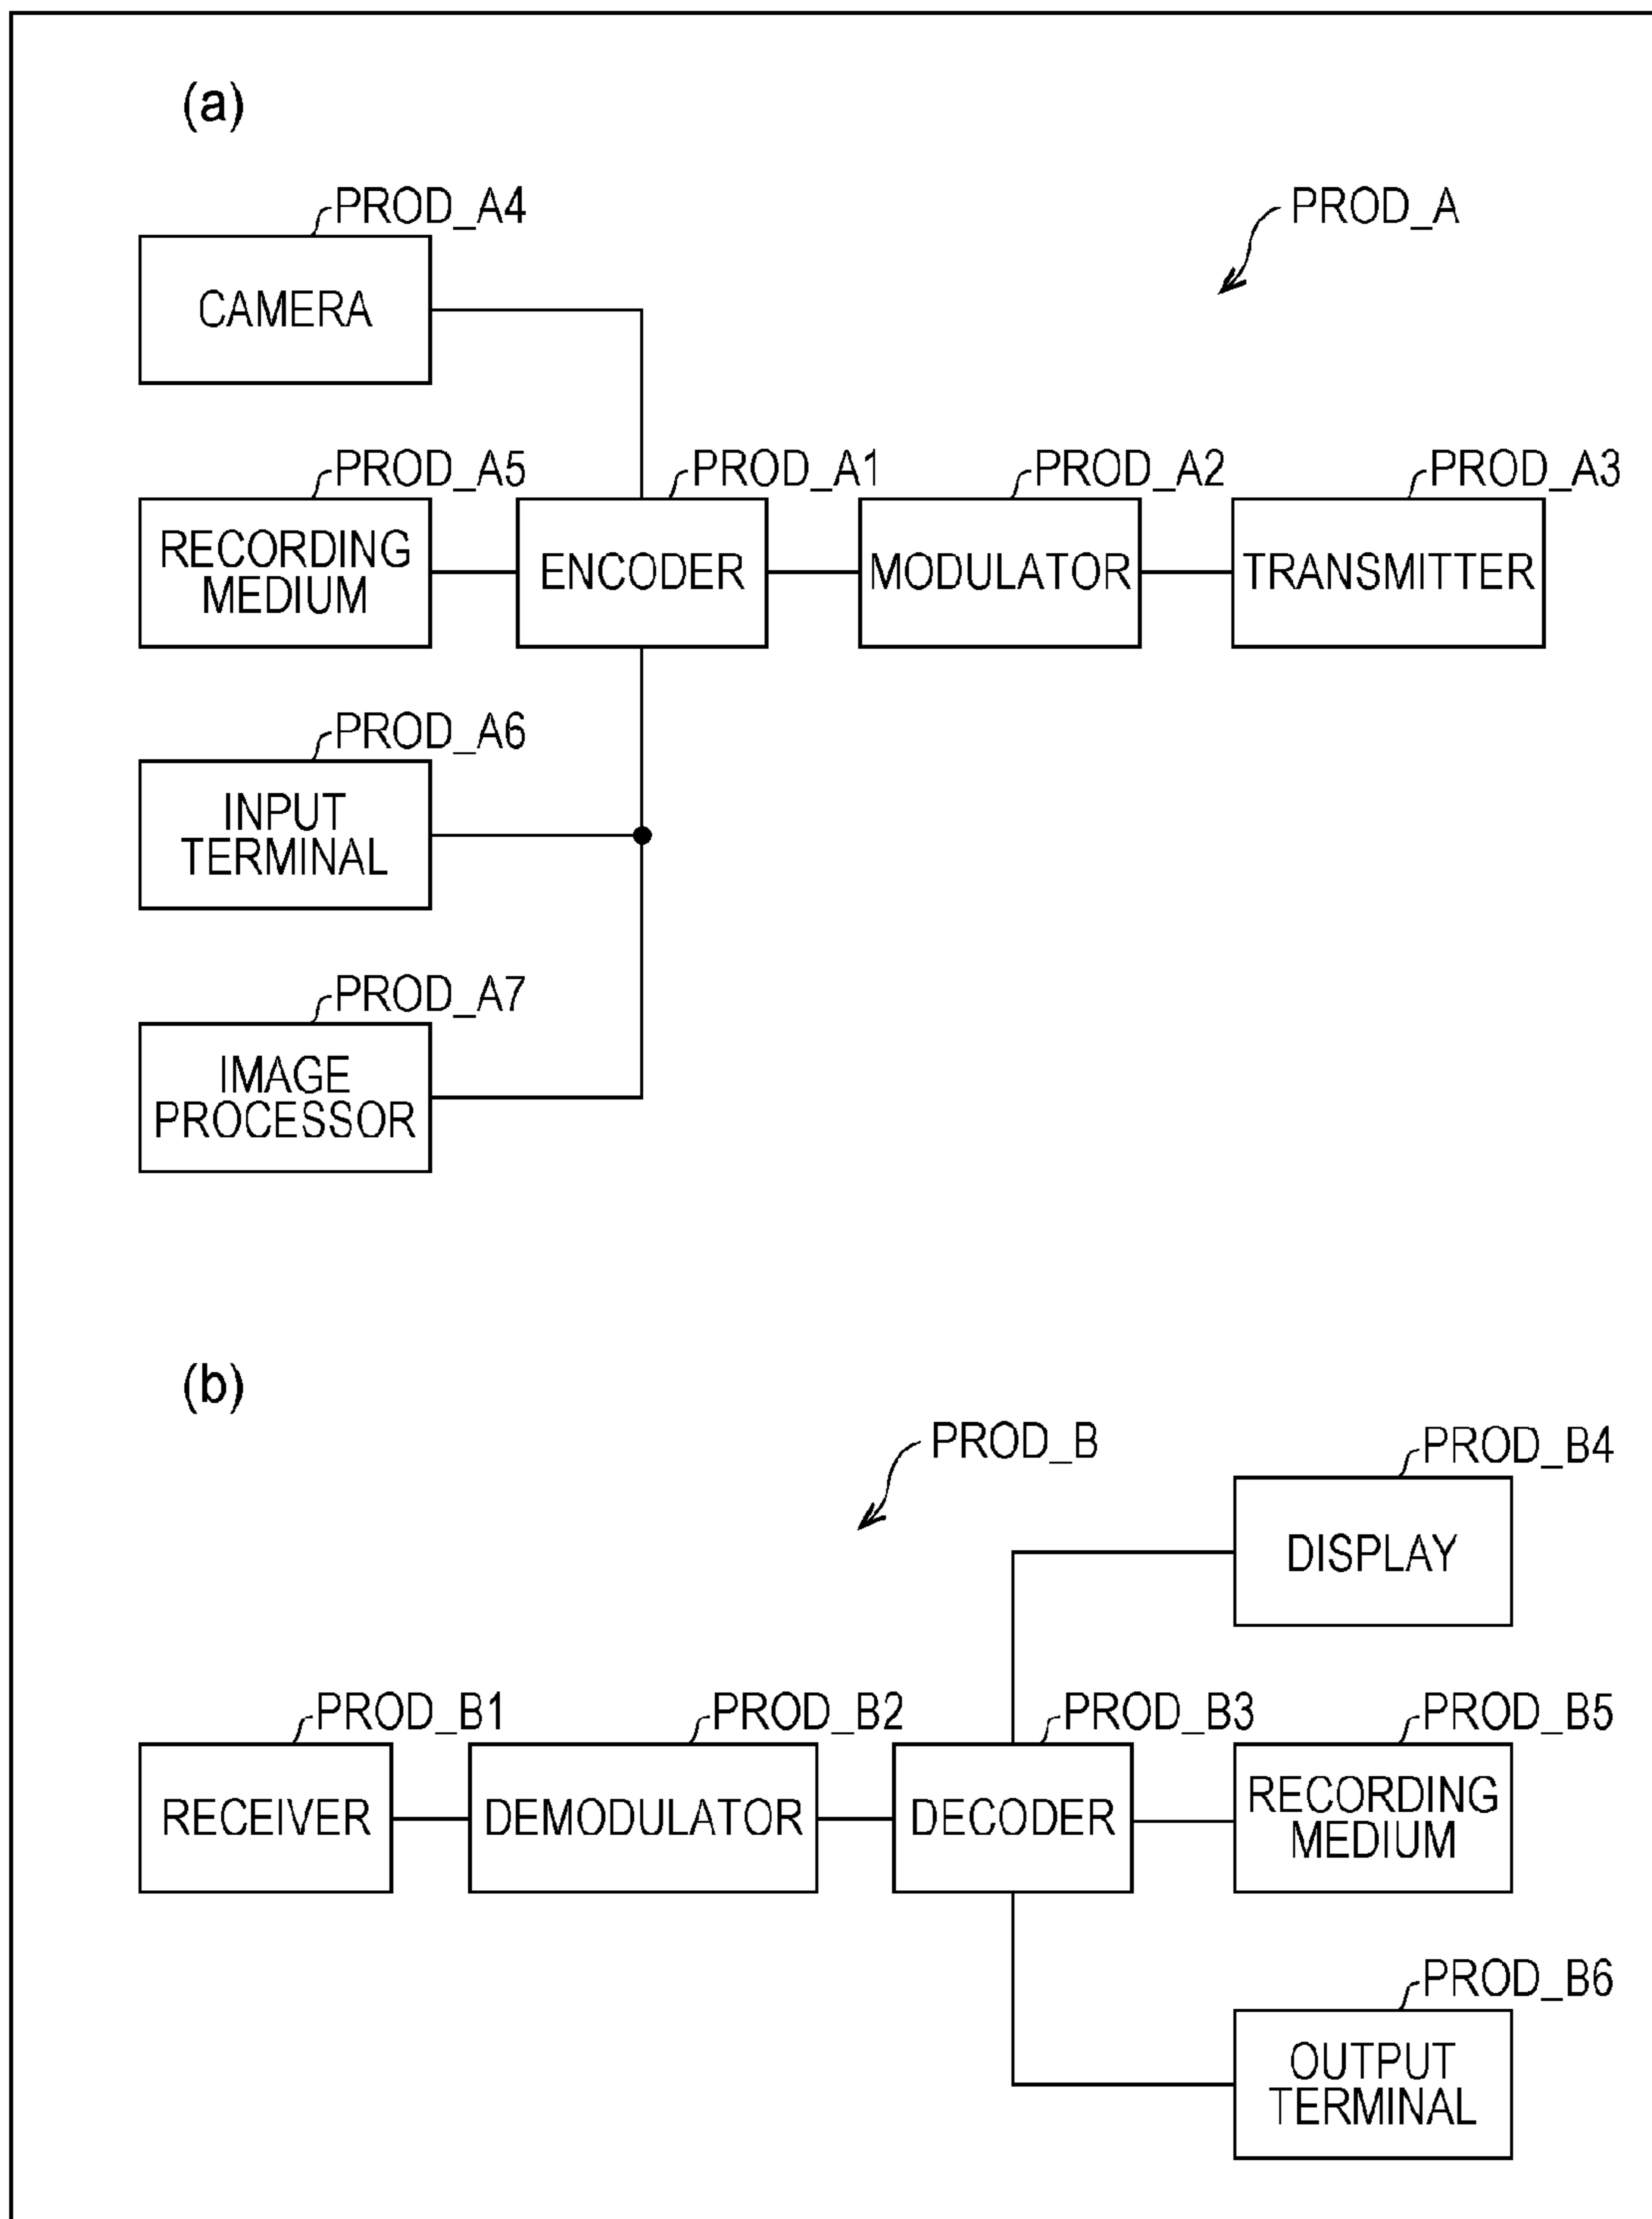 (a)
PROD_A4
PROD_A
CAMERA
PROD_A5
PROD_A1
PROD_A2
PROD_A3
RECORDING
MEDIUM
ENCODER
MODULATOR
TRANSMITTER
PROD_A6
INPUT
TERMINAL
PROD_A7
IMAGE
PROCESSOR
(b)
PROD_B
PROD_B4
DISPLAY
PROD_B1
PROD_B2
PROD_B3
PROD_B5
RECEIVER
DEMODULATOR
DECODER
RECORDING
MEDIUM
PROD_B6
OUTPUT
TERMINAL